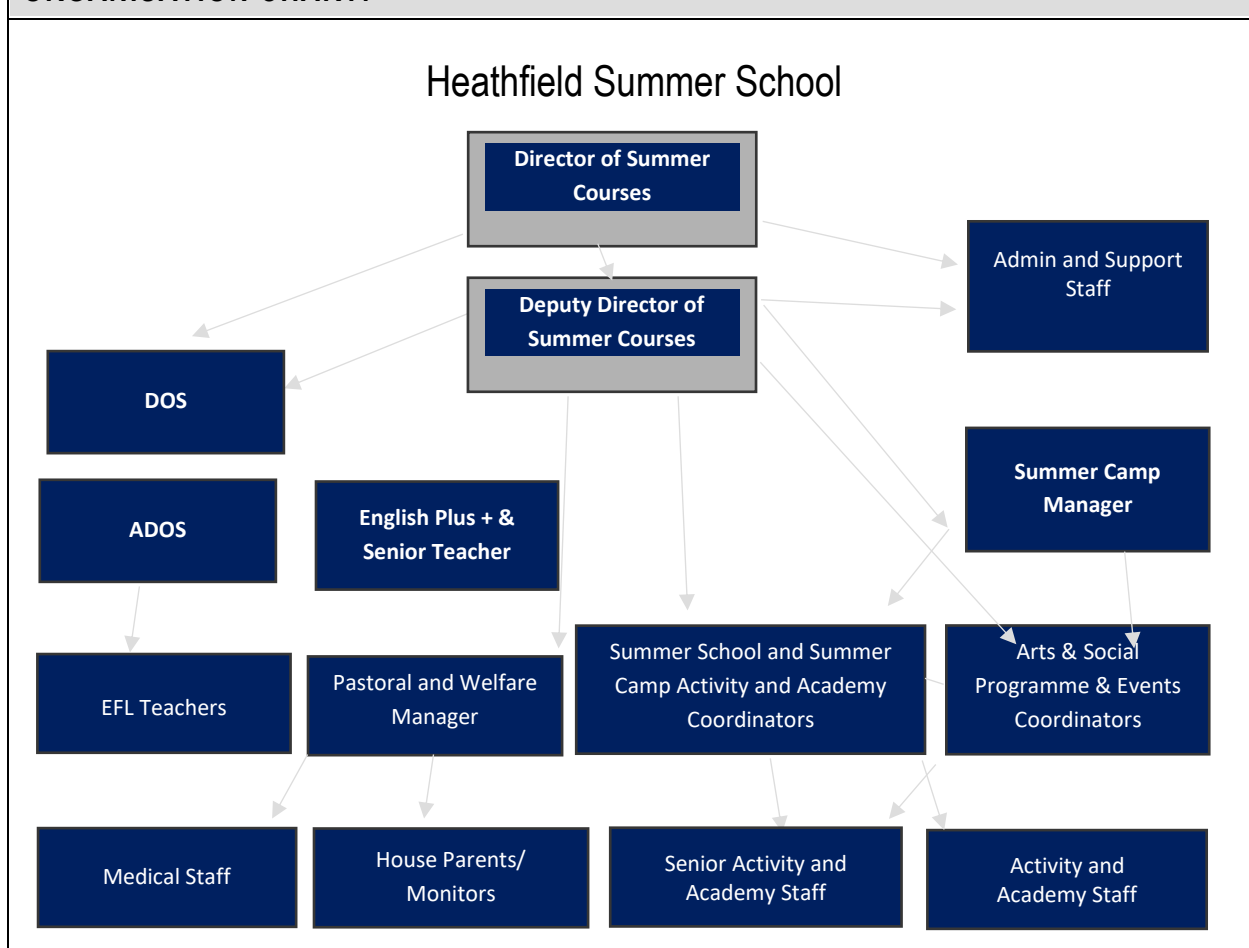 Heathfield Summer School
Director of Summer
Courses
Admin and Support
Staff
Deputy Director of
Summer Courses
DOS
Summer Camp
Manager
ADOS
English Plus + &
Senior Teacher
EFL Teachers
Pastoral and Welfare
Manager
Summer School and Summer
Camp Activity and Academy
Coordinators
Arts & Social
Programme & Events
Coordinators
Medical Staff
House Parents/
Monitors
Senior Activity and
Academy Staff
Activity and
Academy Staff